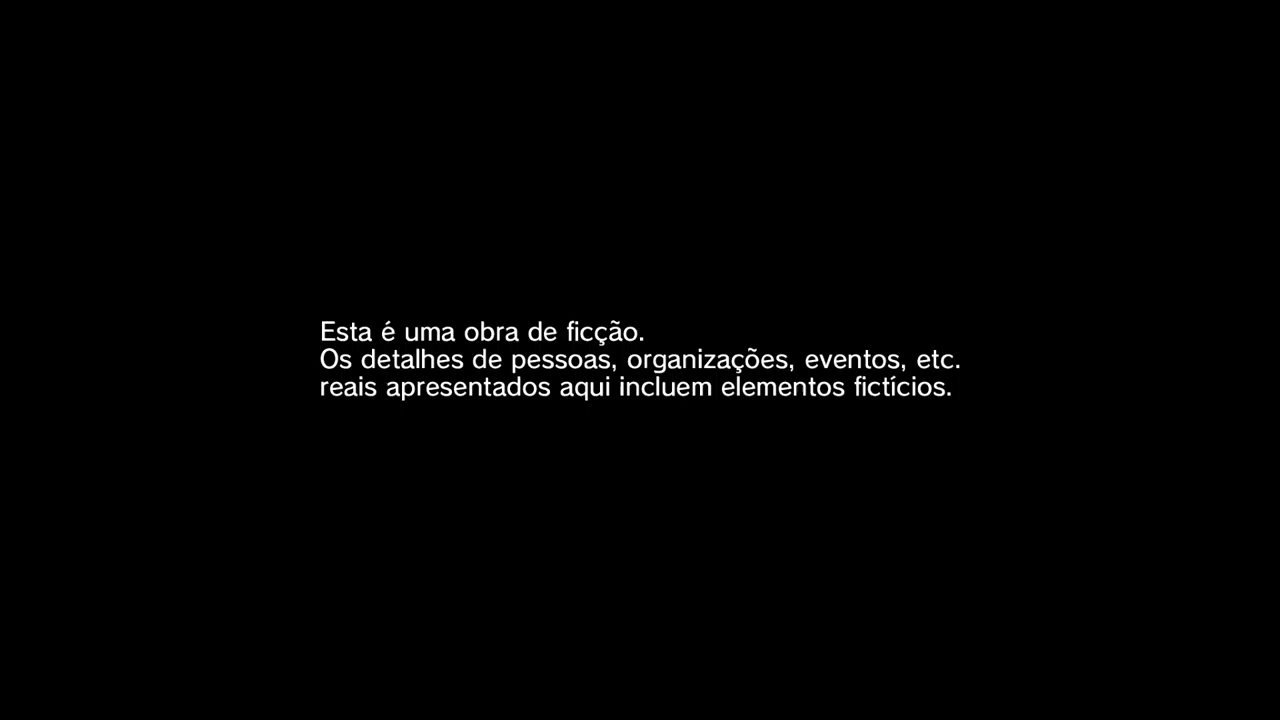 Esta é uma obra de ficção.
Os detalhes de pessoas, organizações, eventos, etc.
reais apresentados aqui incluem elementos fictícios.